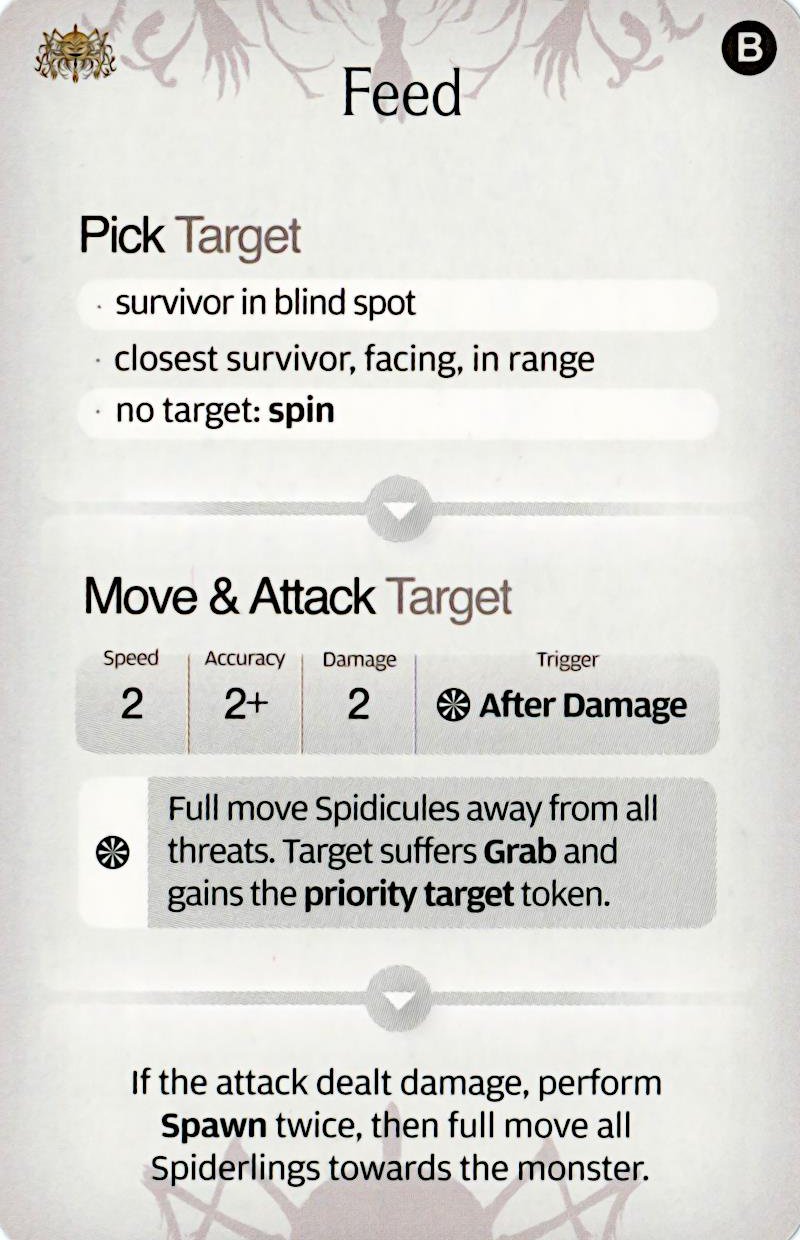 B
Feed
Pick Target
· survivor in blind spot
· closest survivor, facing, in range
· no target: spin
Move & Attack Target
Speed Accuracy Damage Trigger
2 2+ 2 After Damage
Full move Spidicules away from all
threats. Target suffers Grab and
gains the priority target token.
If the attack dealt damage, perform
Spawn twice, then full move all
Spiderlings towards the monster.